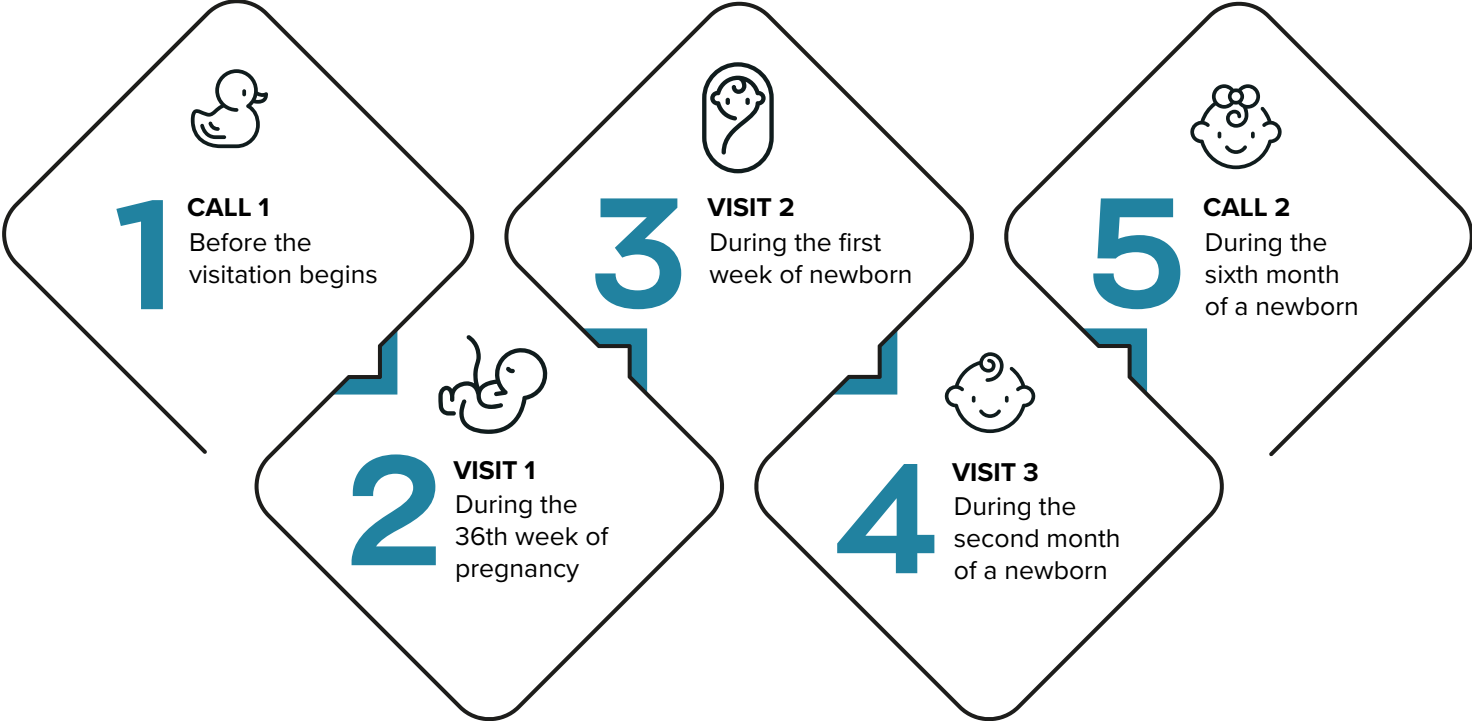 1
CALL 1
Before the
visitation begins
2
VISIT 1
During the
36th week of
pregnancy
3
VISIT 2
During the first
week of newborn
4
VISIT 3
During the
second month
of a newborn
5
CALL 2
During the
sixth month
of a newborn